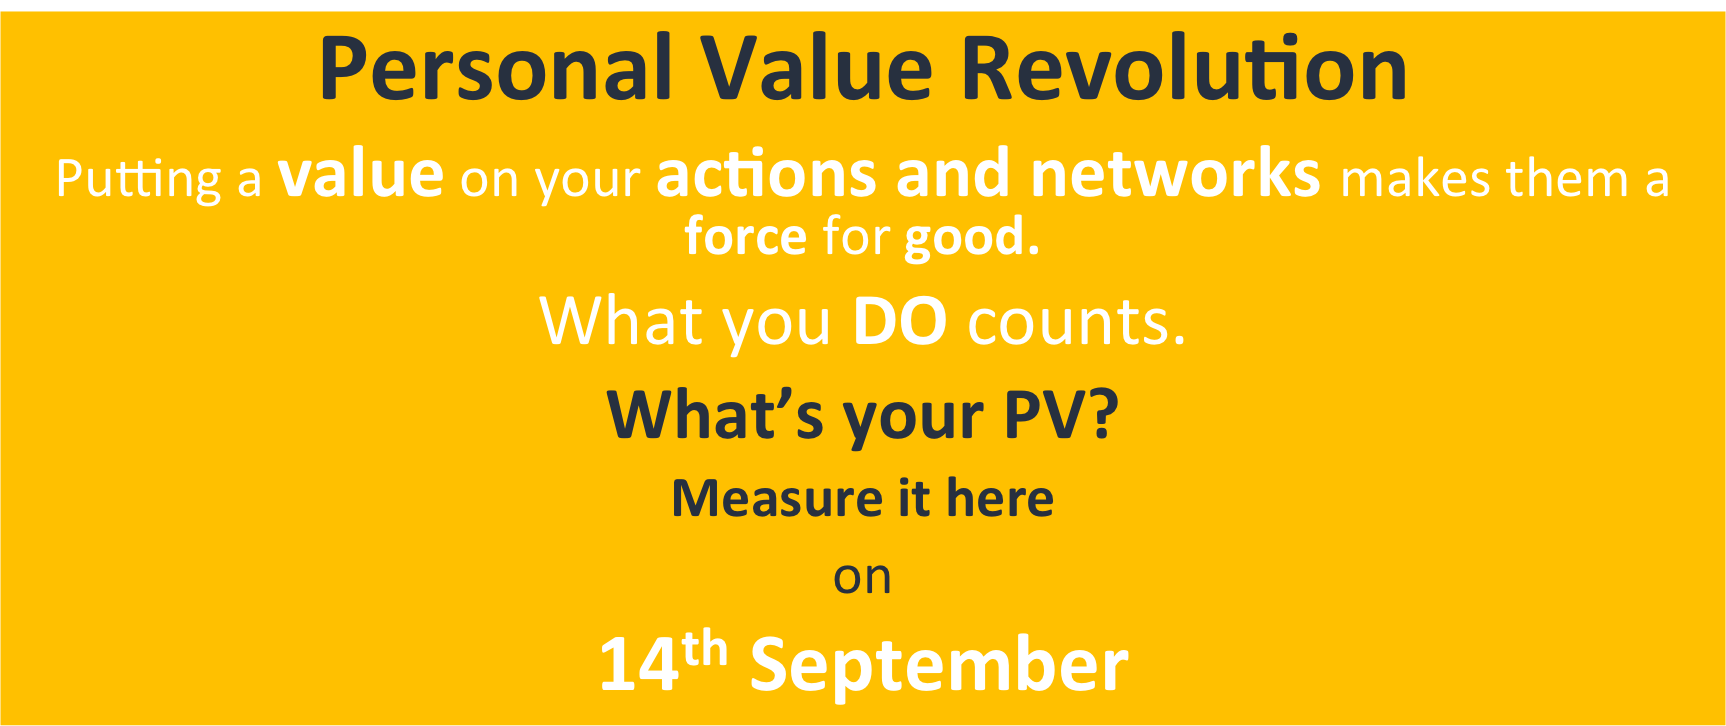 Personal Value Revolution
Putting a value on your actions and networks makes them a
force for good.
What you DO counts.
What’s your PV?
Measure it here
on
14th September